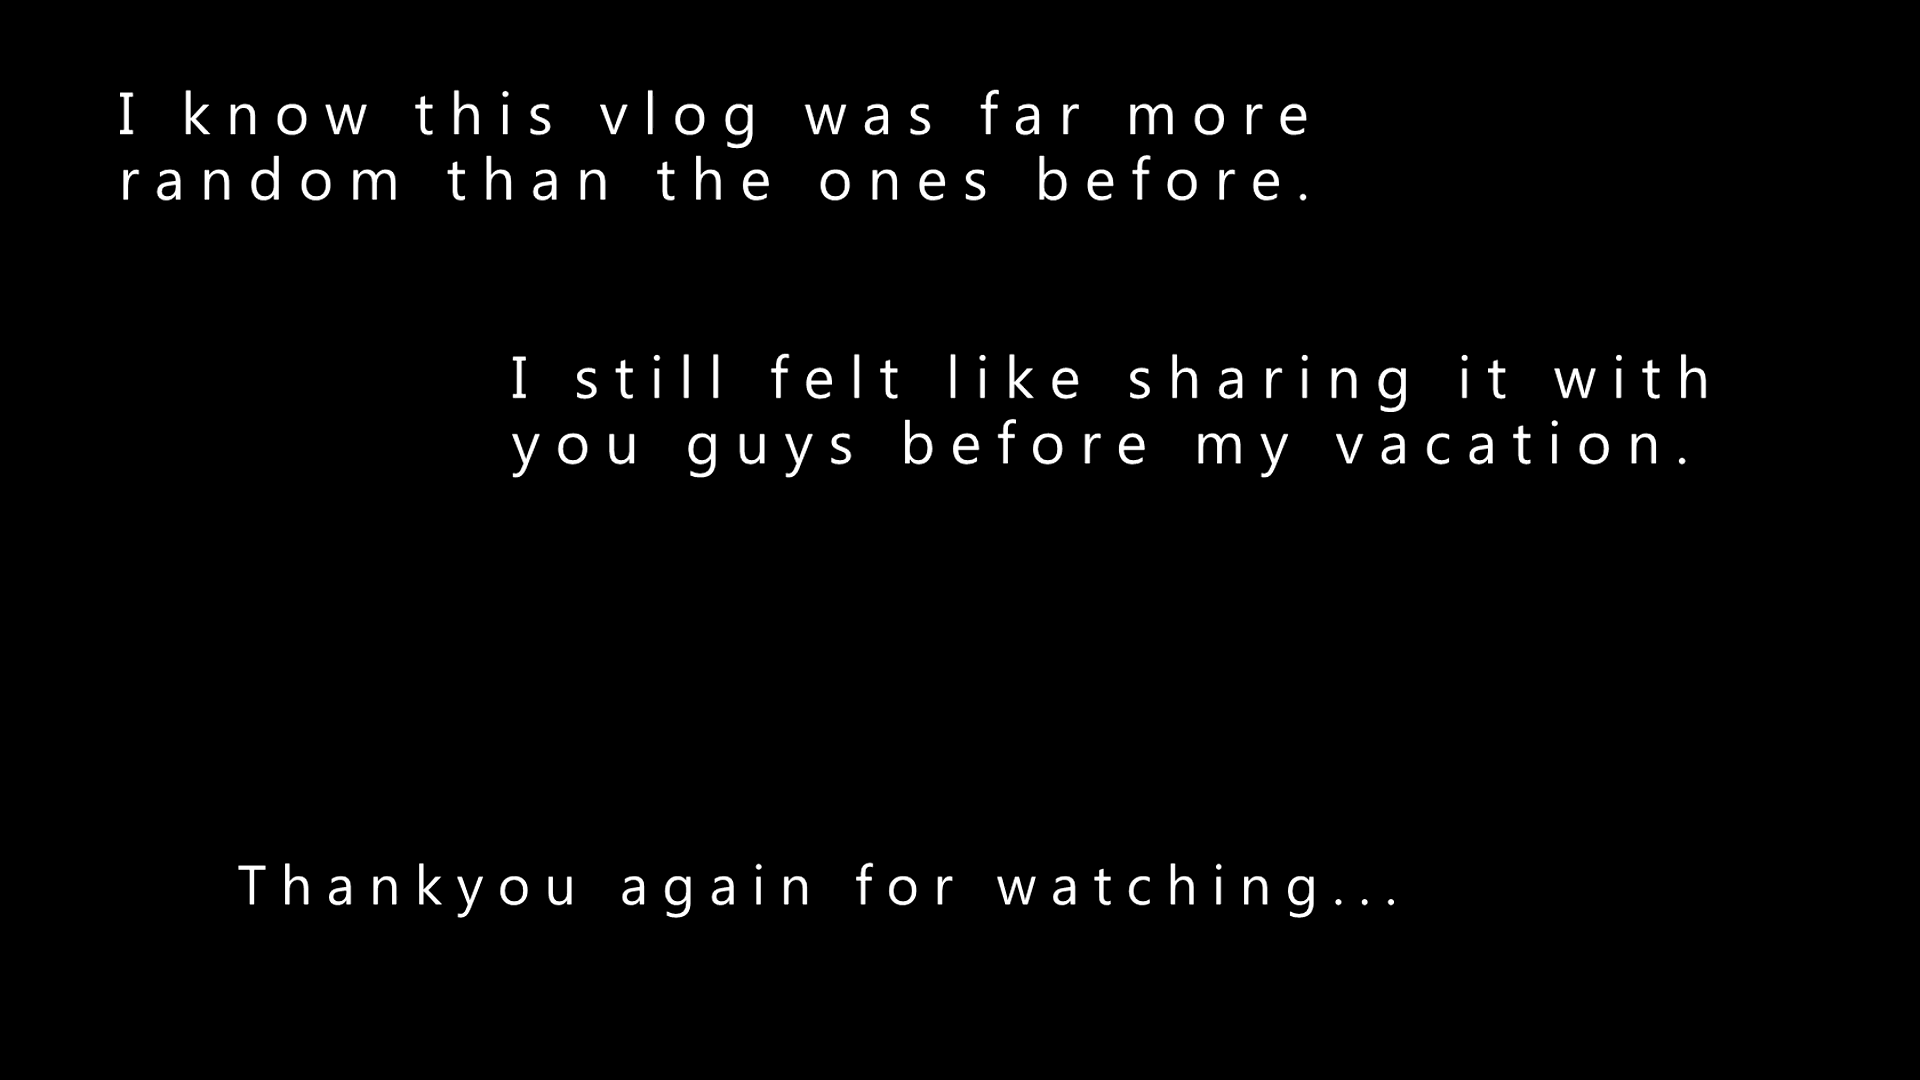 I know this vlog was far more
random than the ones before.
I still felt like sharing it with
you guys before my vacation.
Thankyou again for watching...